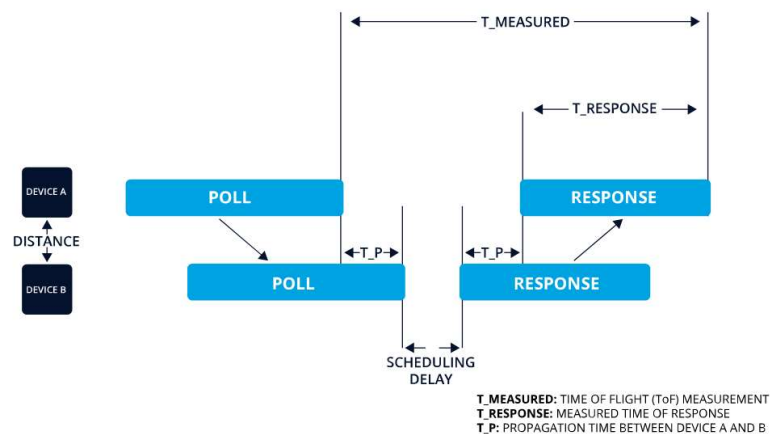 T_MEASURED
T_RESPONSE
DEVICE A
POLL
RESPONSE
DISTANCE
T_P
T_P
DEVICE B
POLL
RESPONSE
SCHEDULING
DELAY
T_MEASURED: TIME OF FLIGHT (ToF) MEASUREMENT
T_RESPONSE: MEASURED TIME OF RESPONSE
T_P: PROPAGATION TIME BETWEEN DEVICE A AND B